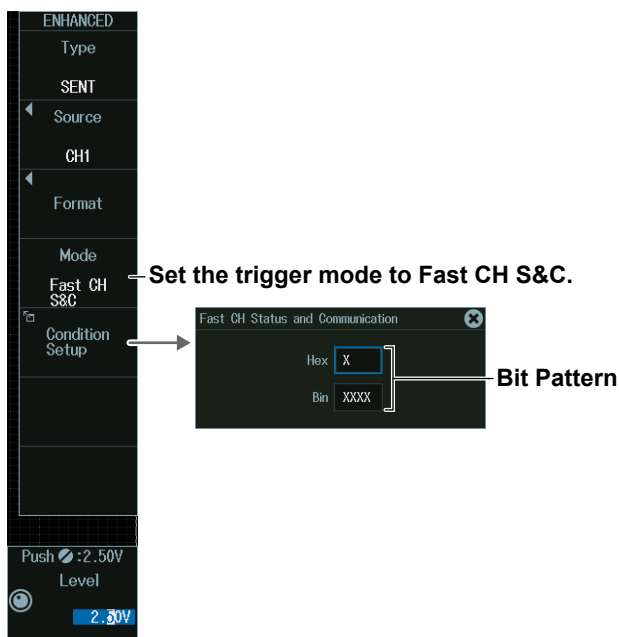 ENHANCED
Type
SENT
Source
CH1
Format
Mode
Fast CH
S&C
Set the trigger mode to Fast CH S&C.
Condition
Setup
Fast CH Status and Communication
Hex X
Bin XXXX
Bit Pattern
Push :2.50V
Level
2.50V